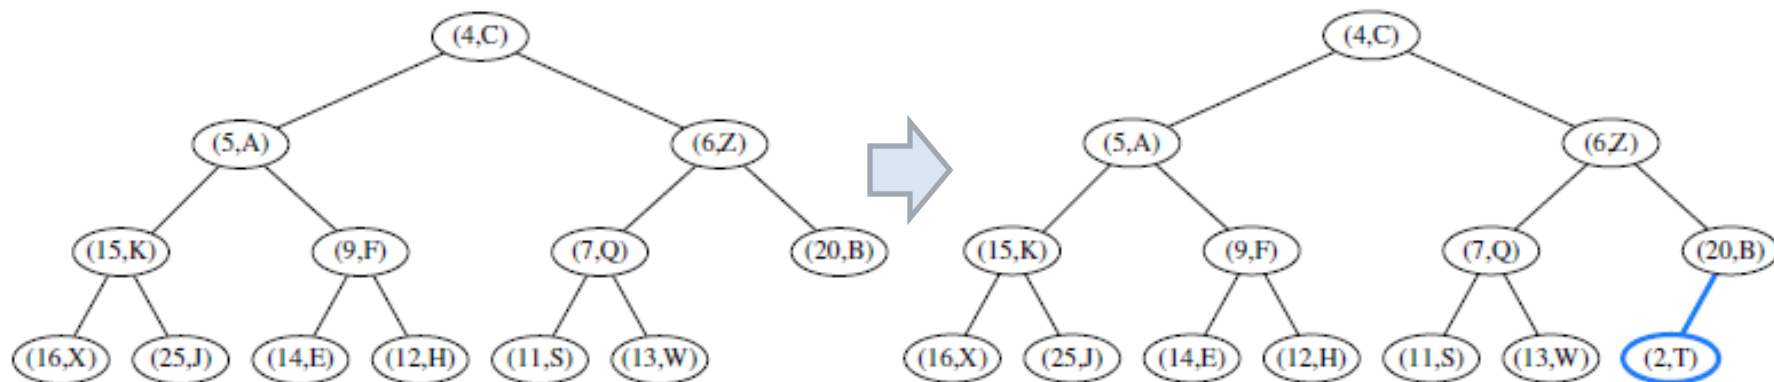 (4,C)
(5,A) (6,Z)
(15,K) (9,F) (7,Q) (20,B)
(16,X) (25,J) (14,E) (12,H) (11,S) (13,W)
(4,C)
(5,A) (6,Z)
(15,K) (9,F) (7,Q) (20,B)
(16,X) (25,J) (14,E) (12,H) (11,S) (13,W) (2,T)